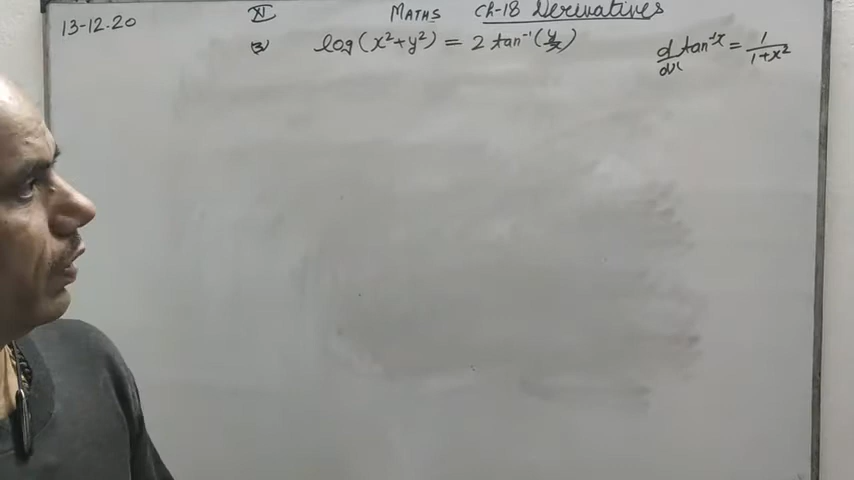 13-12.20 XI MATHS CH-18 Derivatives
(3) log(x²+y²) = 2 tan⁻¹(y/x)
d/dx tan⁻¹x = 1/1+x²